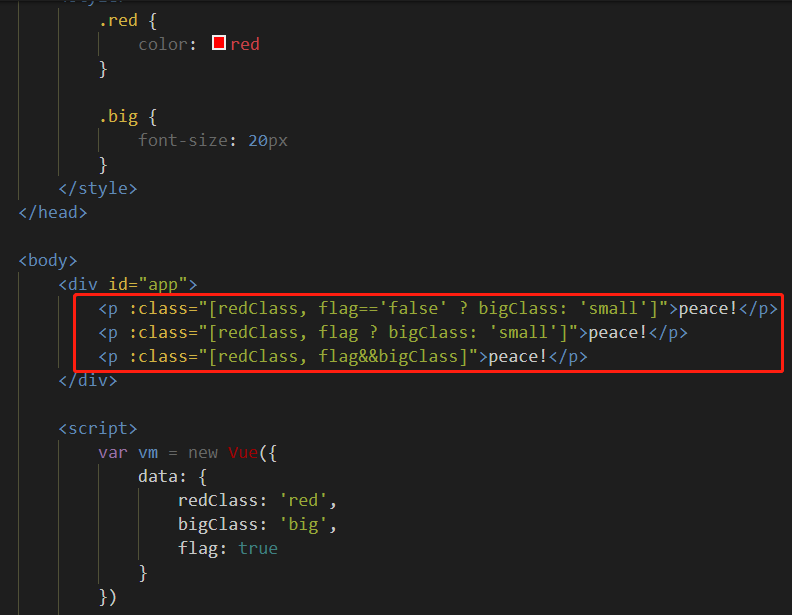 .red {
color: red
}
.big {
font-size: 20px
}
</style>
</head>
<body>
<div id="app">
<p :class="[redClass, flag=='false' ? bigClass: 'small']">peace!</p>
<p :class="[redClass, flag ? bigClass: 'small']">peace!</p>
<p :class="[redClass, flag&&bigClass]">peace!</p>
</div>
<script>
var vm = new Vue({
data: {
redClass: 'red',
bigClass: 'big',
flag: true
}
})